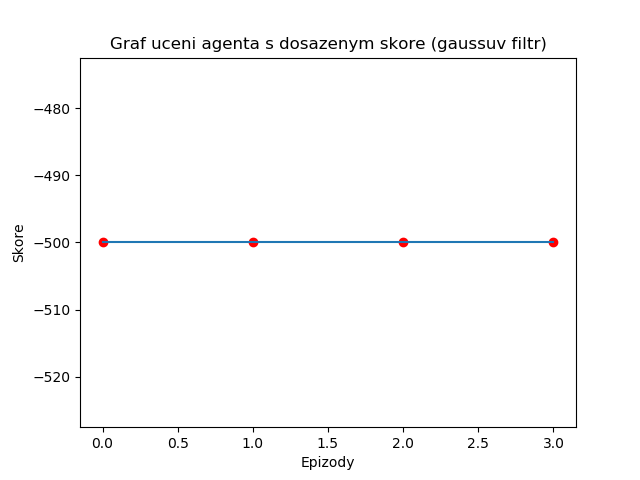 Graf uceni agenta s dosazenym skore (gaussuv filtr)
−480
−490
−500
−510
−520
Skore
0.0 0.5 1.0 1.5 2.0 2.5 3.0
Epizody